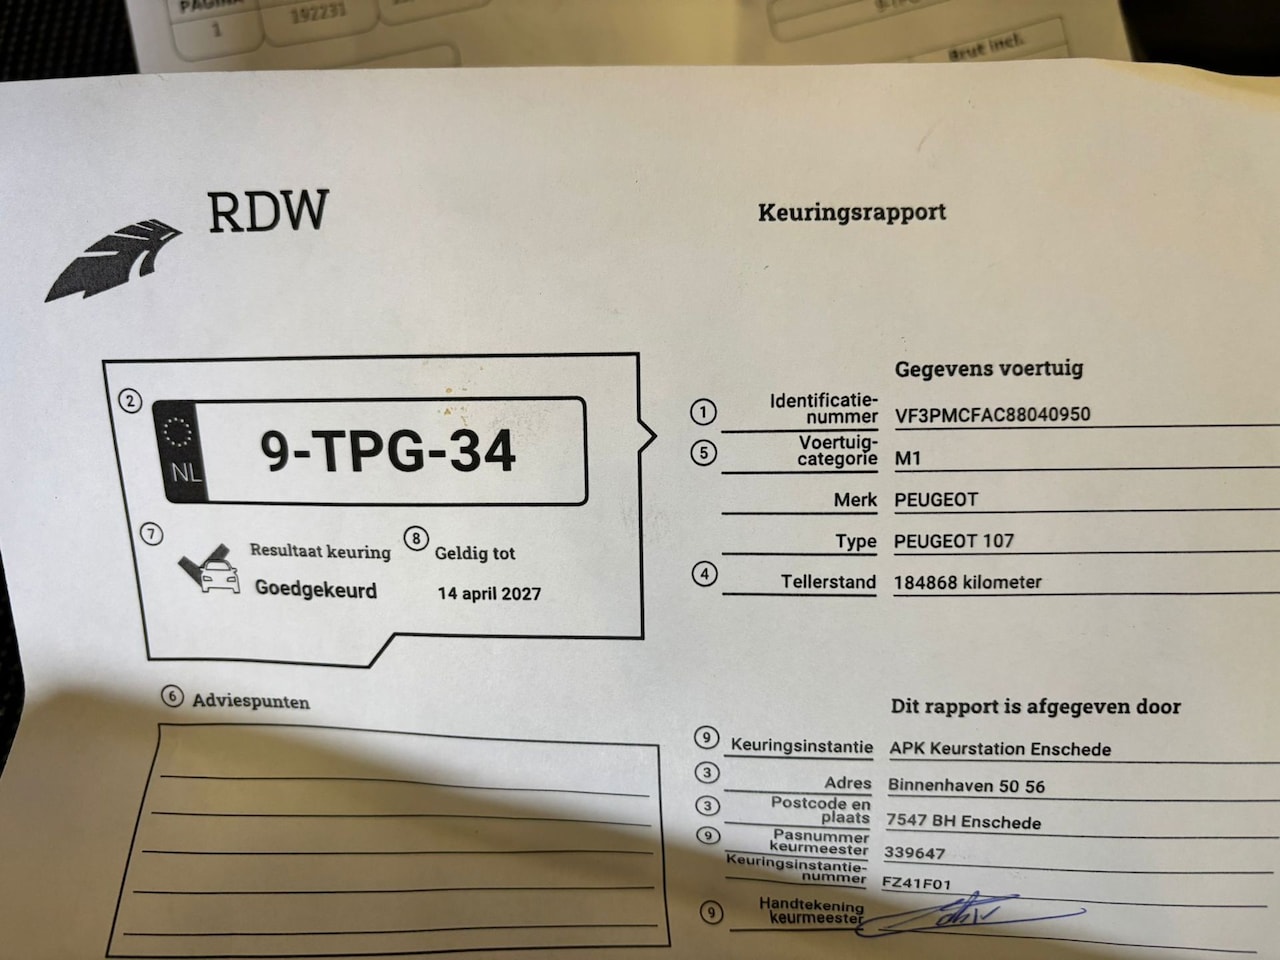 PAGINA
1
192231
Brut incl.
RDW
Keuringsrapport
2
NL
9-TPG-34
7
Resultaat keuring
Goedgekeurd
8
Geldig tot
14 april 2027
Gegevens voertuig
1
Identificatie-
nummer
VF3PMCFAC88040950
5
Voertuig-
categorie
M1
Merk PEUGEOT
Type PEUGEOT 107
4
Tellerstand 184868 kilometer
6 Adviespunten
Dit rapport is afgegeven door
9 Keuringsinstantie APK Keurstation Enschede
3 Adres Binnenhaven 50 56
3
Postcode en
plaats
7547 BH Enschede
9
Pasnummer
keurmeester
339647
Keuringsinstantie-
nummer
FZ41F01
9
Handtekening
keurmeester